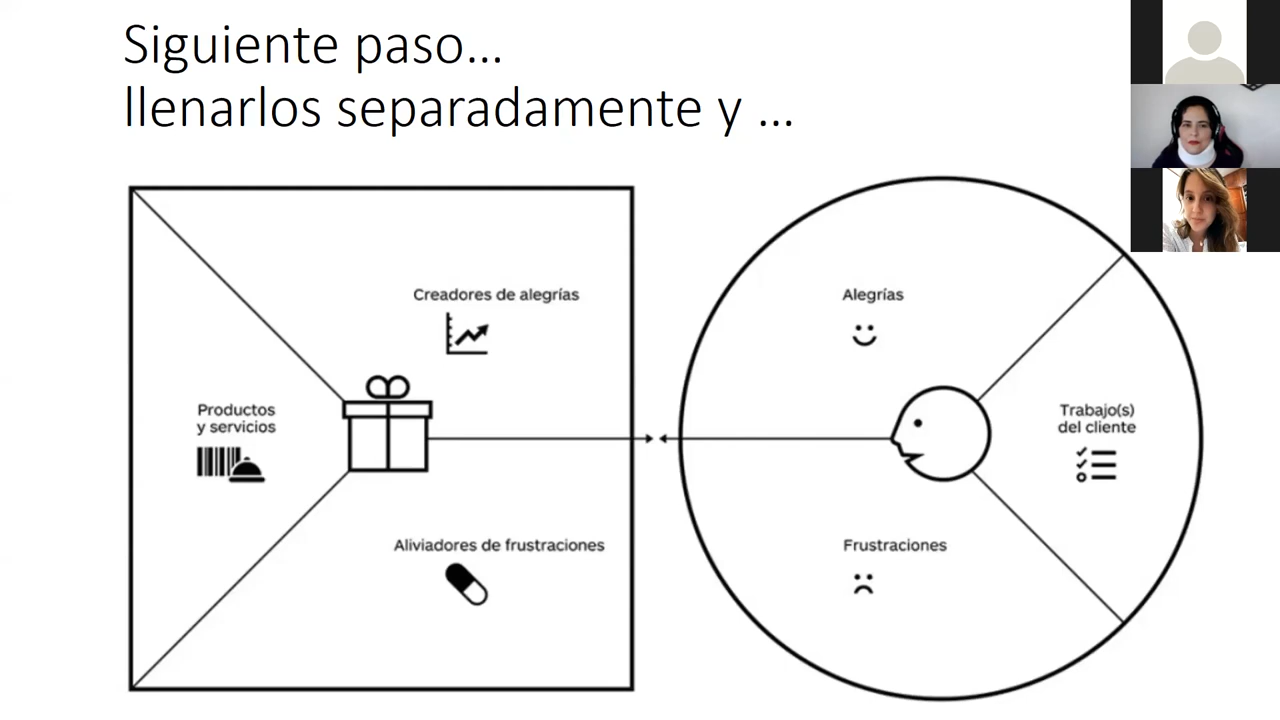 Siguiente paso...
llenarlos separadamente y ...
Creadores de alegrías
Productos
y servicios
Aliviadores de frustraciones
Alegrías
Trabajo(s)
del cliente
Frustraciones